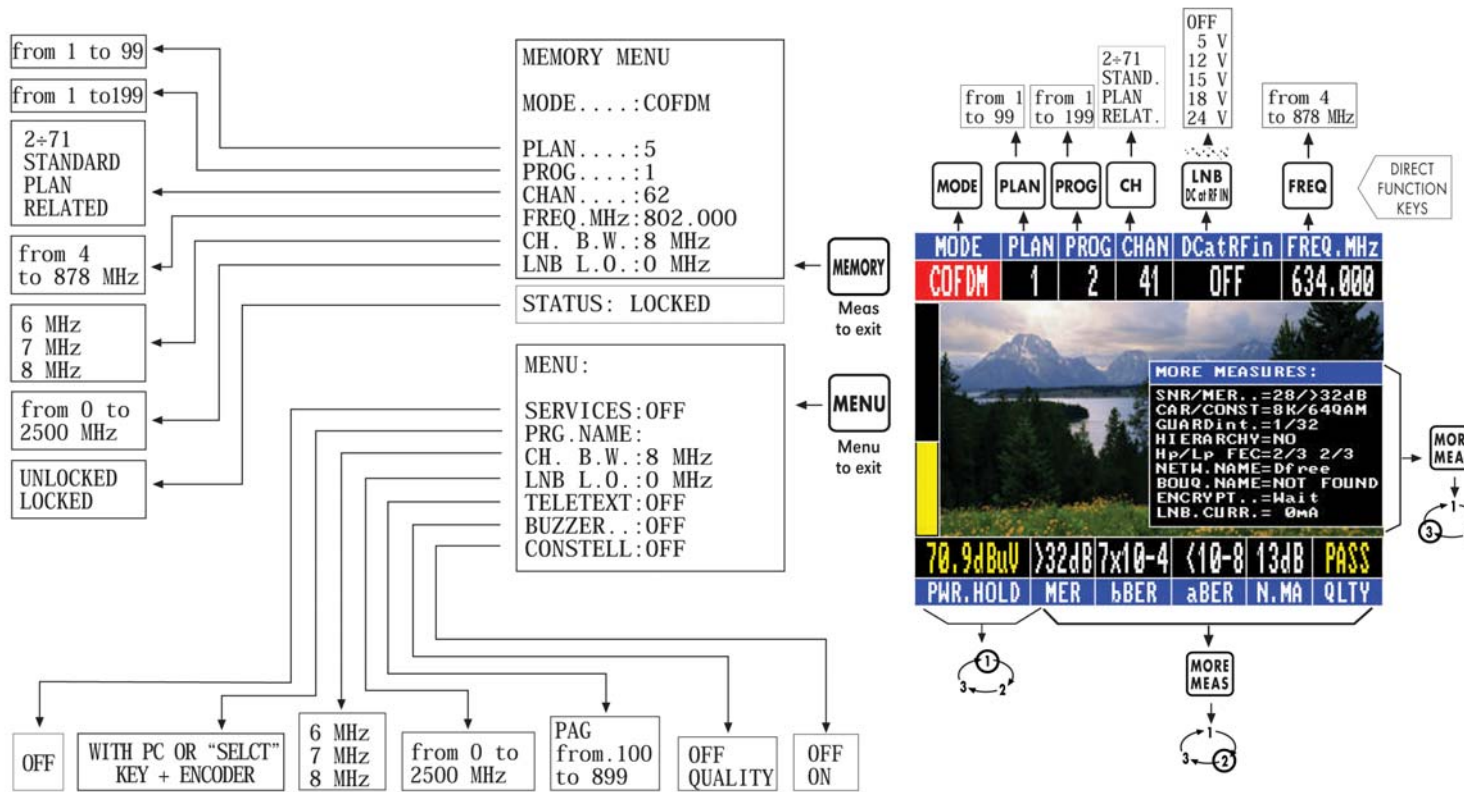 from 1 to 99
from 1 to199
2÷71
STANDARD
PLAN
RELATED
from 4
to 878 MHz
6 MHz
7 MHz
8 MHz
from 0 to
2500 MHz
UNLOCKED
LOCKED
MEMORY MENU
MODE....:COFDM
PLAN....:5
PROG....:1
CHAN....:62
FREQ.MHz:802.000
CH. B.W.:8 MHz
LNB L.O.:0 MHz
STATUS: LOCKED
MEMORY
Meas
to exit
MENU:
SERVICES:OFF
PRG.NAME:
CH. B.W.:8 MHz
LNB L.O.:0 MHz
TELETEXT:OFF
BUZZER..:OFF
CONSTELL:OFF
MENU
Menu
to exit
OFF
WITH PC OR “SELCT”
KEY + ENCODER
6 MHz
7 MHz
8 MHz
from 0 to
2500 MHz
PAG
from.100
to 899
OFF
QUALITY
OFF
ON
from 1
to 99
from 1
to 199
2÷71
STAND.
PLAN
RELAT.
OFF
5 V
12 V
15 V
18 V
24 V
from 4
to 878 MHz
MODE
PLAN
PROG
CH
LNB
DC at RF IN
FREQ
DIRECT
FUNCTION
KEYS
MODE PLAN PROG CHAN DCatRFin FREQ.MHz
COFDM 1 2 41 OFF 634.000
MORE MEASURES:
SNR/MER..=28/>32dB
CAR/CONST=8K/64QAM
GUARDint.=1/32
HIERARCHY=NO
Hp/Lp FEC=2/3 2/3
NETW.NAME=Dfree
BOUQ.NAME=NOT FOUND
ENCRYPT..=Wait
LNB.CURR.= 0mA
MOR
MEA
1
3
70.9dBuV >32dB 7x10-4 <10-8 13dB PASS
PWR.HOLD MER bBER aBER N.MA QLTY
1
3 2
MORE
MEAS
1
3 2